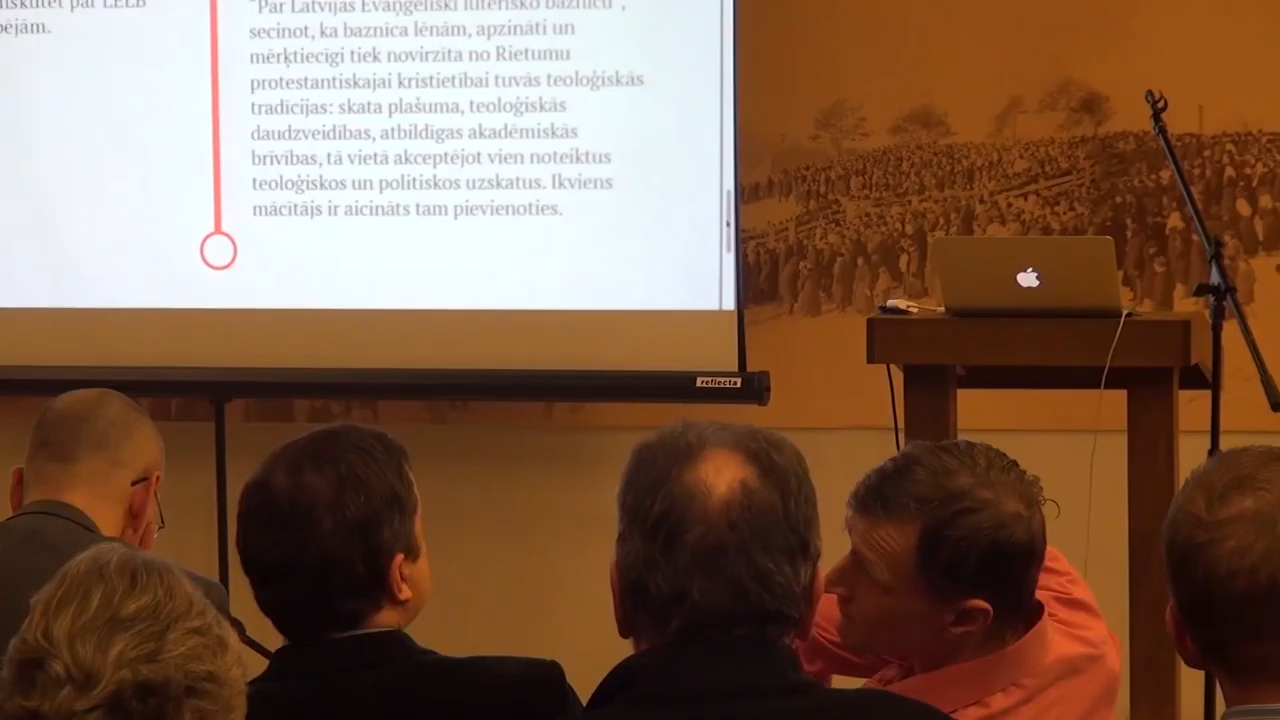 diskutēt par LELB
"Par Latvijas Evaņģēliski luterisko baznīcu",
secinot, ka baznīca lēnām, apzināti un
mērķtiecīgi tiek novirzīta no Rietumu
protestantiskajai kristietībai tuvās teoloģiskās
tradīcijas: skata plašuma, teoloģiskās
daudzveidības, atbildīgas akadēmiskās
brīvības, tā vietā akceptējot vien noteiktus
teoloģiskos un politiskos uzskatus. Ikviens
mācītājs ir aicināts tam pievienoties.
reflecta